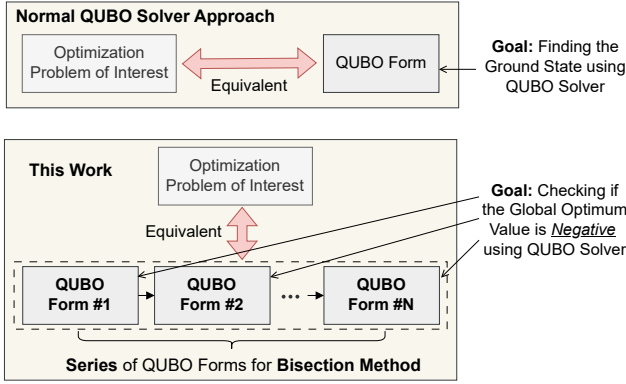 Normal QUBO Solver Approach
Optimization
Problem of Interest
Equivalent
QUBO Form
Goal: Finding the
Ground State using
QUBO Solver
This Work
Optimization
Problem of Interest
Equivalent
Goal: Checking if
the Global Optimum
Value is Negative
using QUBO Solver
QUBO
Form #1
QUBO
Form #2
•••
QUBO
Form #N
Series of QUBO Forms for Bisection Method